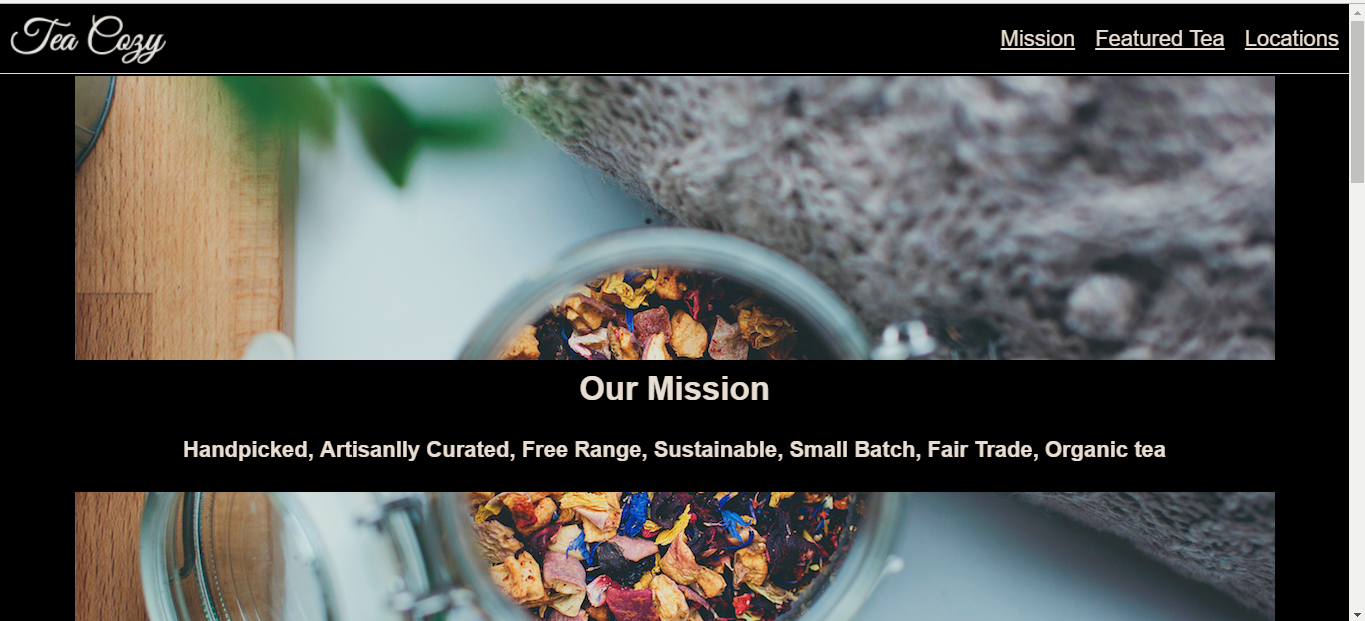 Tea Cozy
Mission Featured Tea Locations
Our Mission
Handpicked, Artisanlly Curated, Free Range, Sustainable, Small Batch, Fair Trade, Organic tea